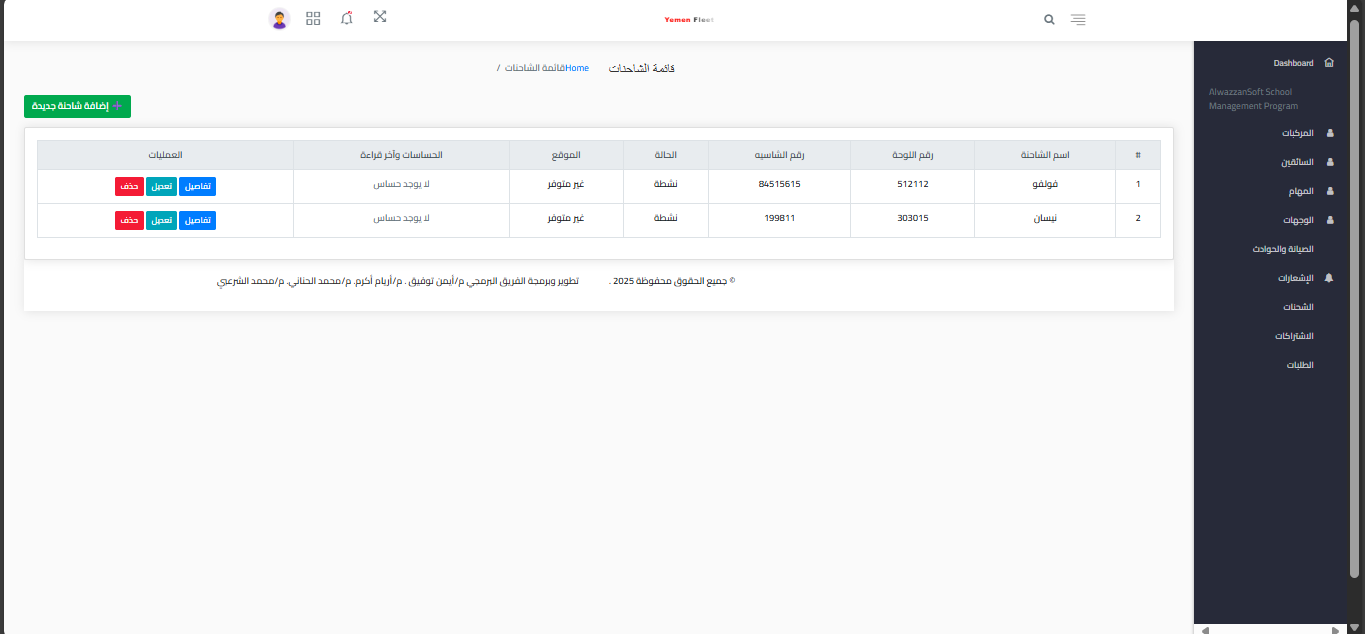 Yemen Fleet
Dashboard
AlwazzanSoft School
Management Program
المركبات
السائقين
المهام
الوجهات
الصيانة والحوادث
الإشعارات
الشحنات
الاشتراكات
الطلبات
قائمة الشاحنات
Homeقائمة الشاحنات /
+ إضافة شاحنة جديدة
# اسم الشاحنة رقم اللوحة رقم الشاسيه الحالة الموقع الحساسات وآخر قراءة العمليات
1 فولفو 512112 84515615 نشطة غير متوفر لا يوجد حساس تفاصيل تعديل حذف
2 نيسان 303015 199811 نشطة غير متوفر لا يوجد حساس تفاصيل تعديل حذف
© جميع الحقوق محفوظة 2025 . تطوير وبرمجة الفريق البرمجي م/أيمن توفيق . م/أريام أكرم. م/محمد الحناني. م/محمد الشرعبي